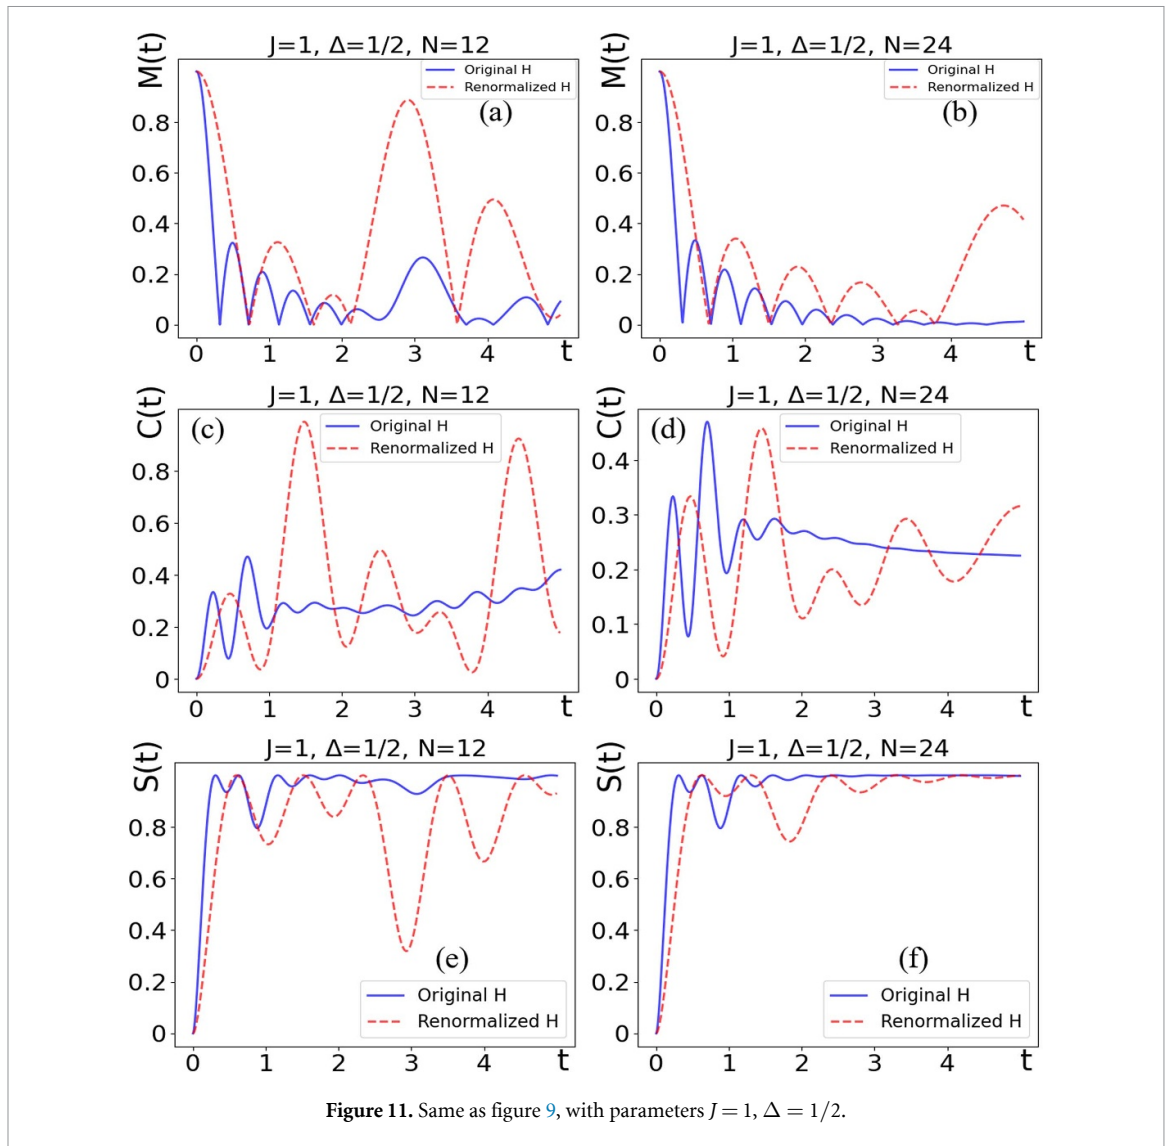 J=1, Δ=1/2, N=12
M(t)
Original H
Renormalized H
(a)
0.8
0.6
0.4
0.2
0
0 1 2 3 4 t
J=1, Δ=1/2, N=24
M(t)
Original H
Renormalized H
(b)
0.8
0.6
0.4
0.2
0
0 1 2 3 4 t
J=1, Δ=1/2, N=12
C(t)
(c)
Original H
Renormalized H
0.8
0.6
0.4
0.2
0
0 1 2 3 4 t
J=1, Δ=1/2, N=24
C(t)
(d)
Original H
Renormalized H
0.4
0.3
0.2
0.1
0
0 1 2 3 4 t
J=1, Δ=1/2, N=12
S(t)
0.8
0.6
0.4
0.2
0
(e)
Original H
Renormalized H
0 1 2 3 4 t
J=1, Δ=1/2, N=24
S(t)
0.8
0.6
0.4
0.2
0
(f)
Original H
Renormalized H
0 1 2 3 4 t
Figure 11. Same as figure 9, with parameters J = 1, Δ = 1/2.